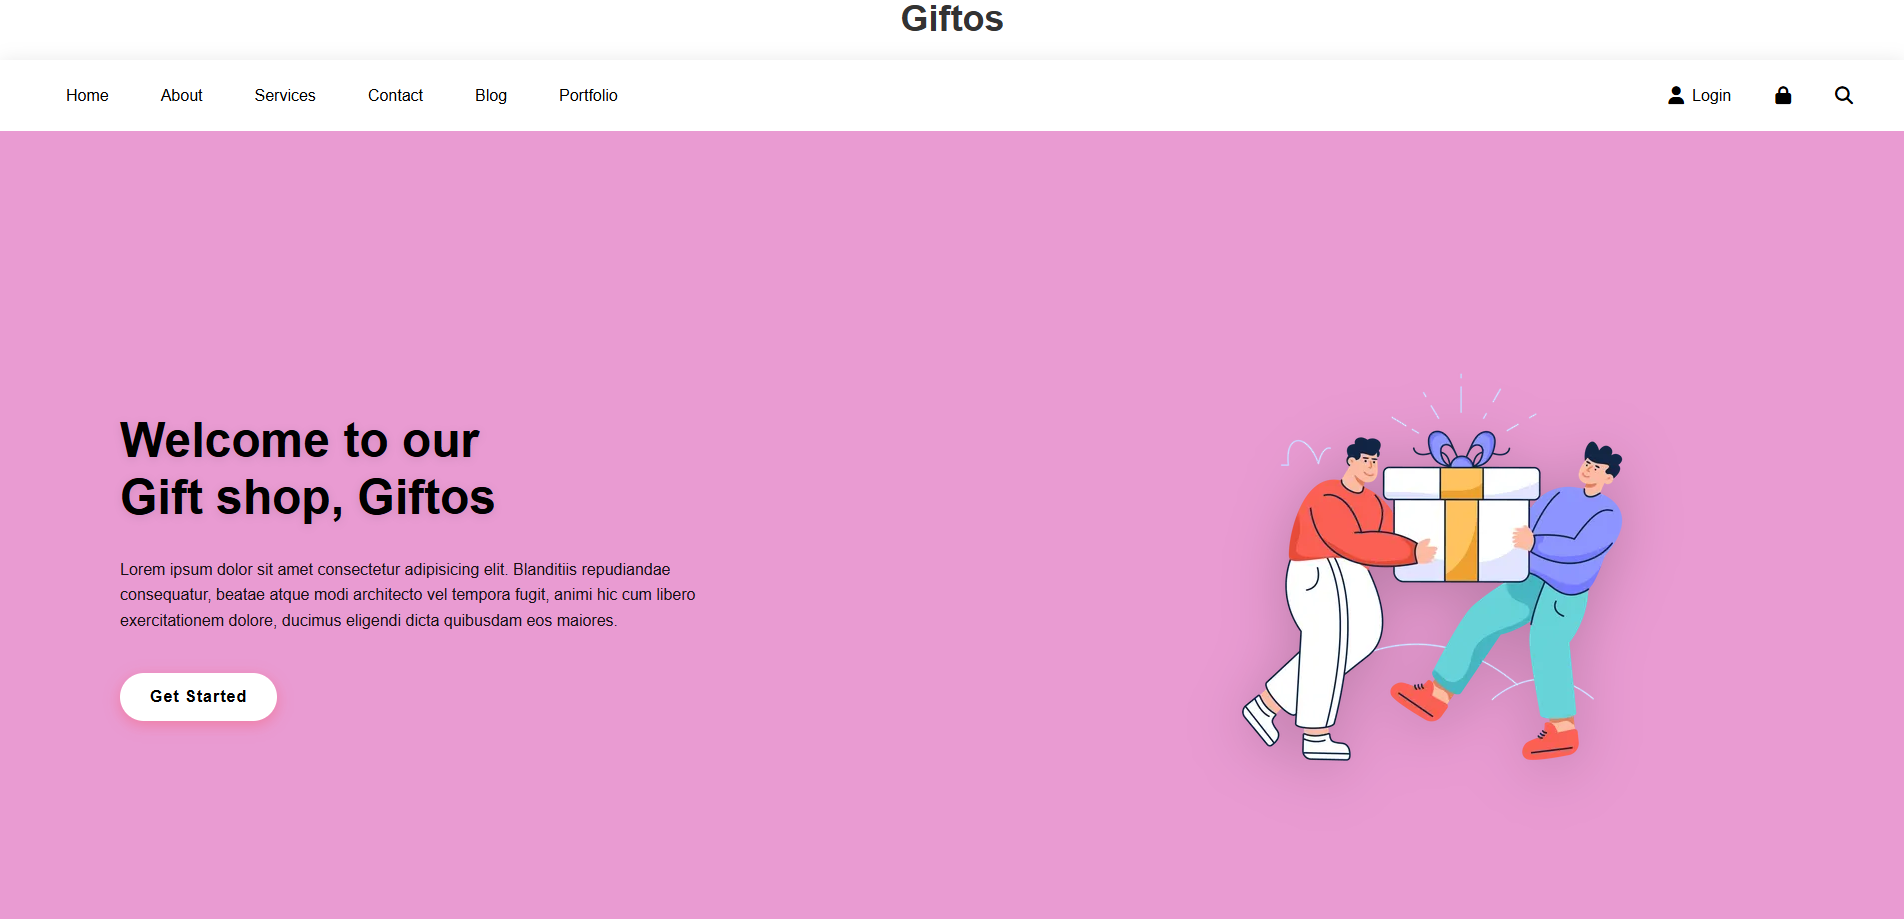 Giftos
Home About Services Contact Blog Portfolio Login
Welcome to our
Gift shop, Giftos
Lorem ipsum dolor sit amet consectetur adipisicing elit. Blanditiis repudiandae
consequatur, beatae atque modi architecto vel tempora fugit, animi hic cum libero
exercitationem dolore, ducimus eligendi dicta quibusdam eos maiores.
Get Started